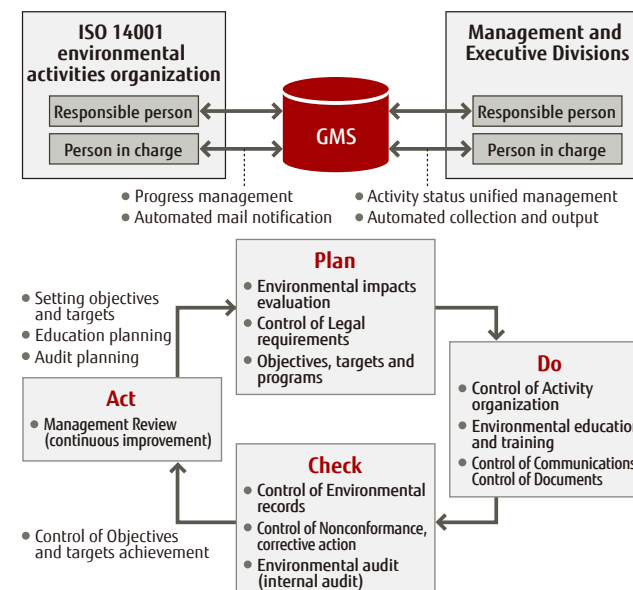 ISO 14001
environmental
activities organization
Responsible person
Person in charge
GMS
Management and
Executive Divisions
Responsible person
Person in charge
● Progress management
● Automated mail notification
● Activity status unified management
● Automated collection and output
Plan
● Environmental impacts
evaluation
● Control of Legal
requirements
● Objectives, targets and
programs
● Setting objectives
and targets
● Education planning
● Audit planning
Do
● Control of Activity
organization
● Environmental education
and training
● Control of Communications
Control of Documents
Act
● Management Review
(continuous improvement)
Check
● Control of Environmental
records
● Control of Nonconformance,
corrective action
● Environmental audit
(internal audit)
● Control of Objectives
and targets achievement